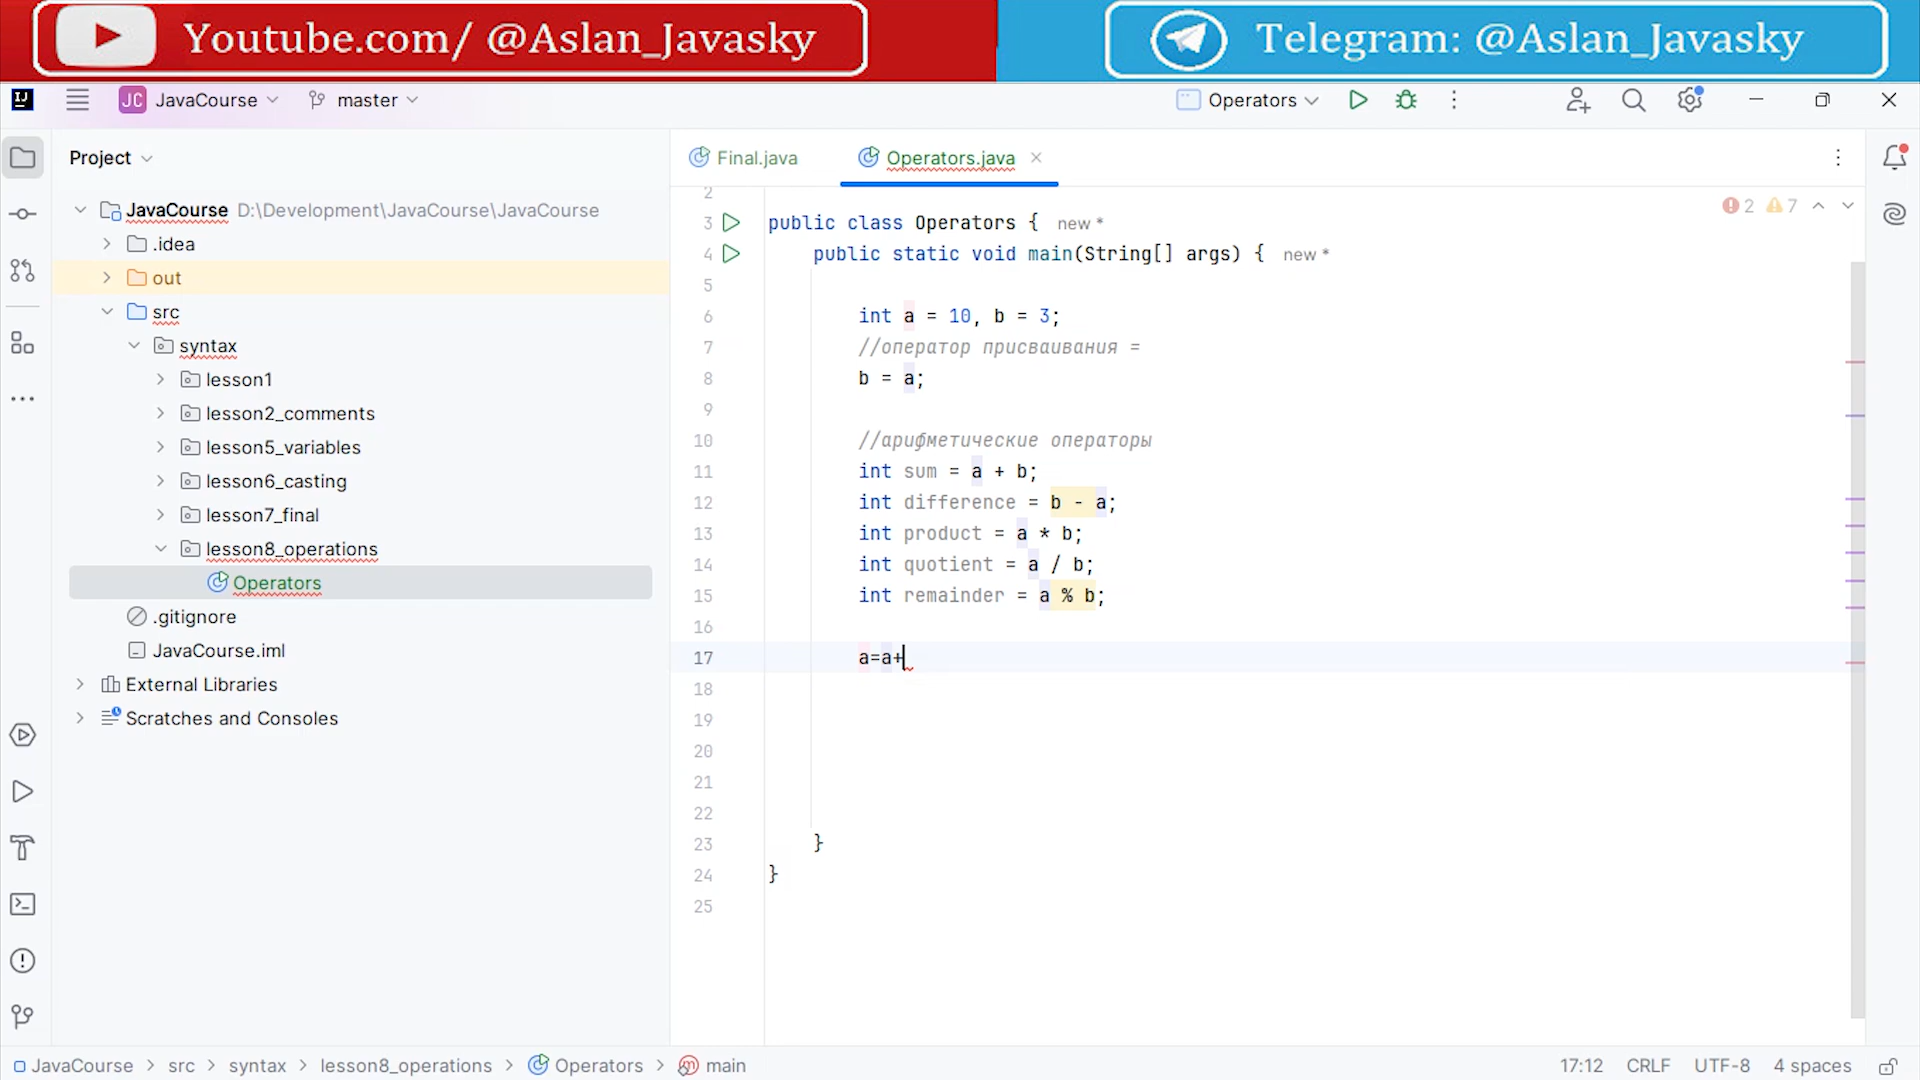 Youtube.com/ @Aslan_Javasky
Telegram: @Aslan_Javasky
JC JavaCourse
master
Operators
Project
Final.java
Operators.java
JavaCourse D:\Development\JavaCourse\JavaCourse
.idea
out
src
syntax
lesson1
lesson2_comments
lesson5_variables
lesson6_casting
lesson7_final
lesson8_operations
Operators
.gitignore
JavaCourse.iml
External Libraries
Scratches and Consoles
2 7
2
3 public class Operators { new *
4 public static void main(String[] args) { new *
5
6 int a = 10, b = 3;
7 //оператор присваивания =
8 b = a;
9
10 //арифметические операторы
11 int sum = a + b;
12 int difference = b - a;
13 int product = a * b;
14 int quotient = a / b;
15 int remainder = a % b;
16
17 a=a+
18
19
20
21
22
23 }
24 }
25
JavaCourse > src > syntax > lesson8_operations > Operators > main
17:12 CRLF UTF-8 4 spaces